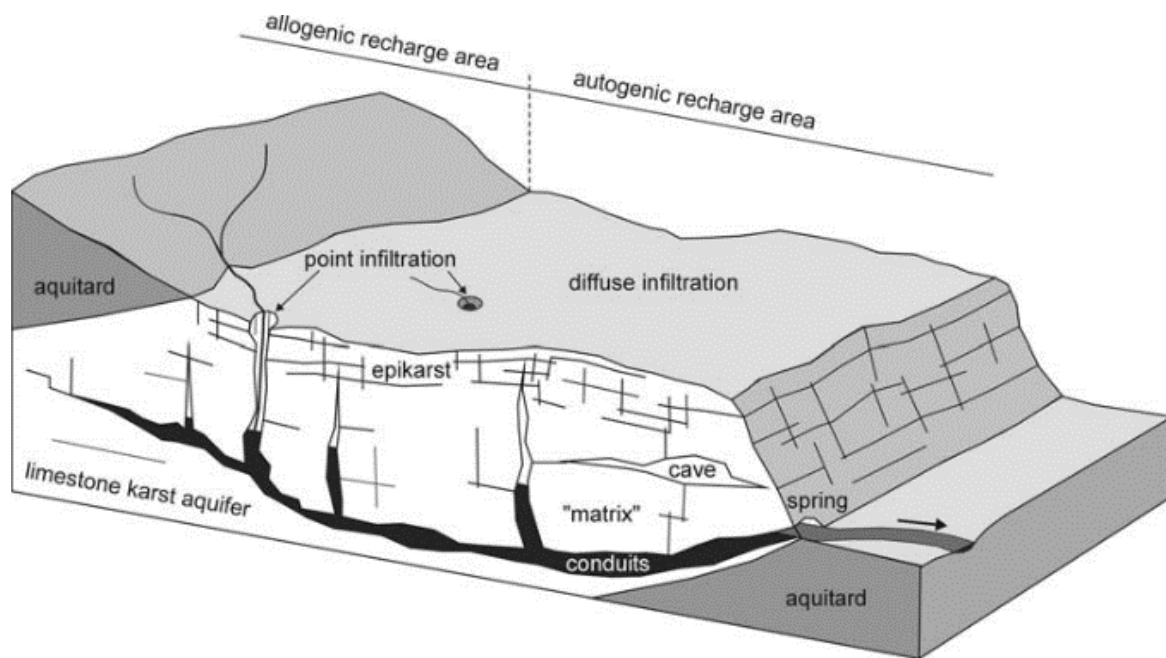 allogenic recharge area
autogenic recharge area
aquitard
point infiltration
diffuse infiltration
epikarst
cave
limestone karst aquifer
"matrix"
spring
conduits
aquitard